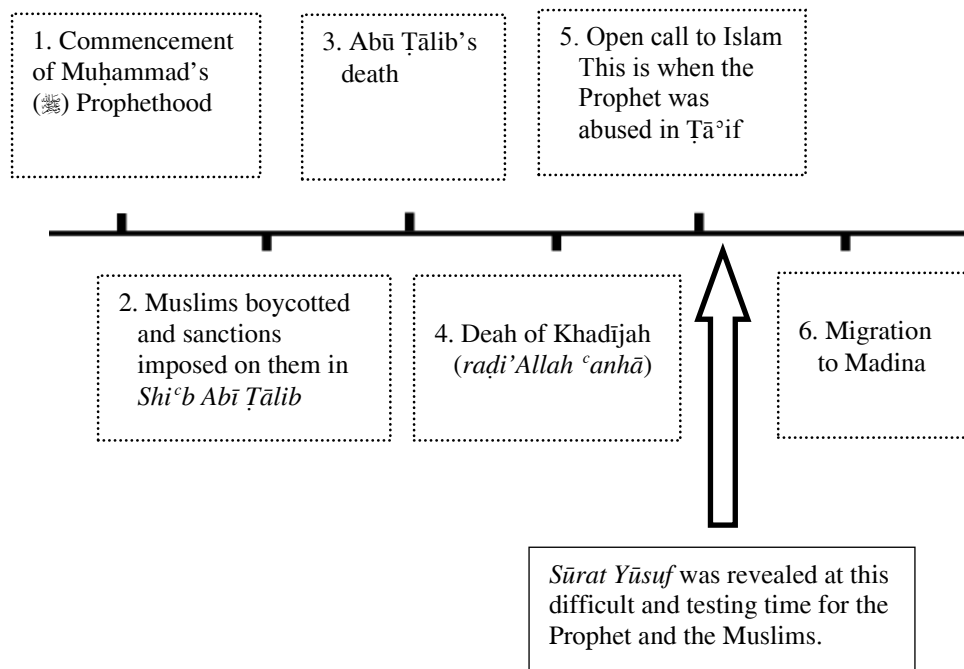 1. Commencement
of Muḥammad’s
(ﷺ) Prophethood
3. Abū Ṭālib’s
death
5. Open call to Islam
This is when the
Prophet was
abused in Ṭāʾif
2. Muslims boycotted
and sanctions
imposed on them in
Shiᶜb Abī Ṭālib
4. Deah of Khadījah
(raḍi’Allah ᶜanhā)
6. Migration
to Madina
Sūrat Yūsuf was revealed at this
difficult and testing time for the
Prophet and the Muslims.